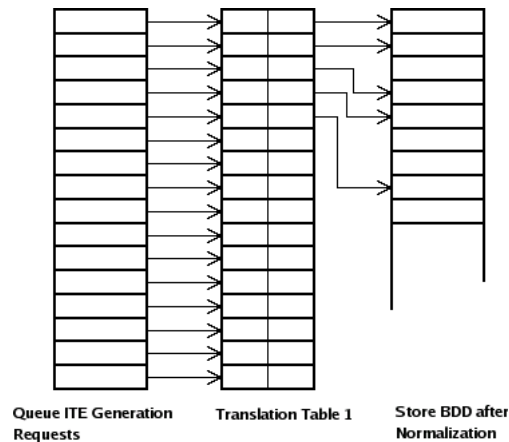 Queue ITE Generation
Requests
Translation Table 1
Store BDD after
Normalization